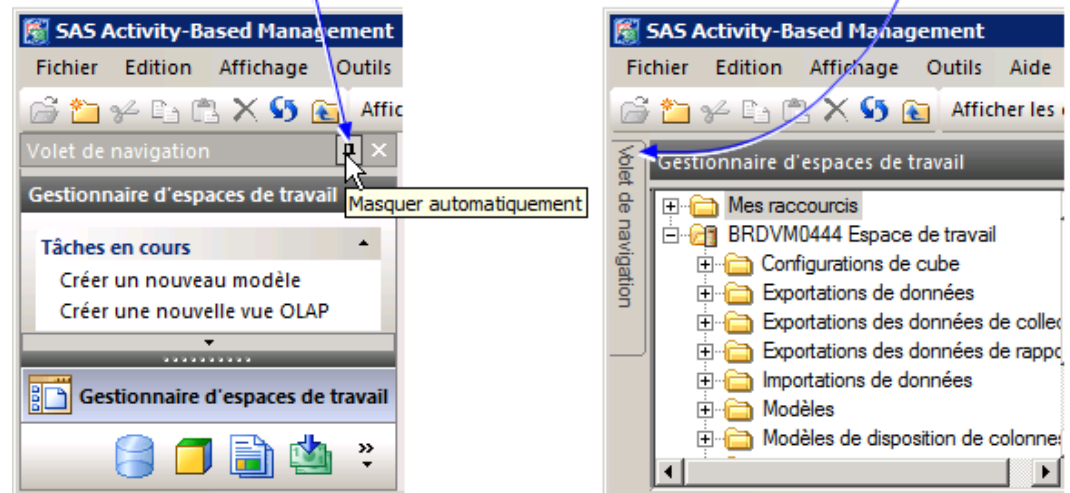 SAS Activity-Based Management
Fichier Edition Affichage Outils
Affic
Volet de navigation
Gestionnaire d'espaces de travail
Masquer automatiquement
Tâches en cours
Créer un nouveau modèle
Créer une nouvelle vue OLAP
Gestionnaire d'espaces de travail
SAS Activity-Based Management
Fichier Edition Affichage Outils Aide
Afficher les
Volet de navigation
Gestionnaire d'espaces de travail
Mes raccourcis
BRDVM0444 Espace de travail
Configurations de cube
Exportations de données
Exportations des données de collec
Exportations des données de rappo
Importations de données
Modèles
Modèles de disposition de colonnes